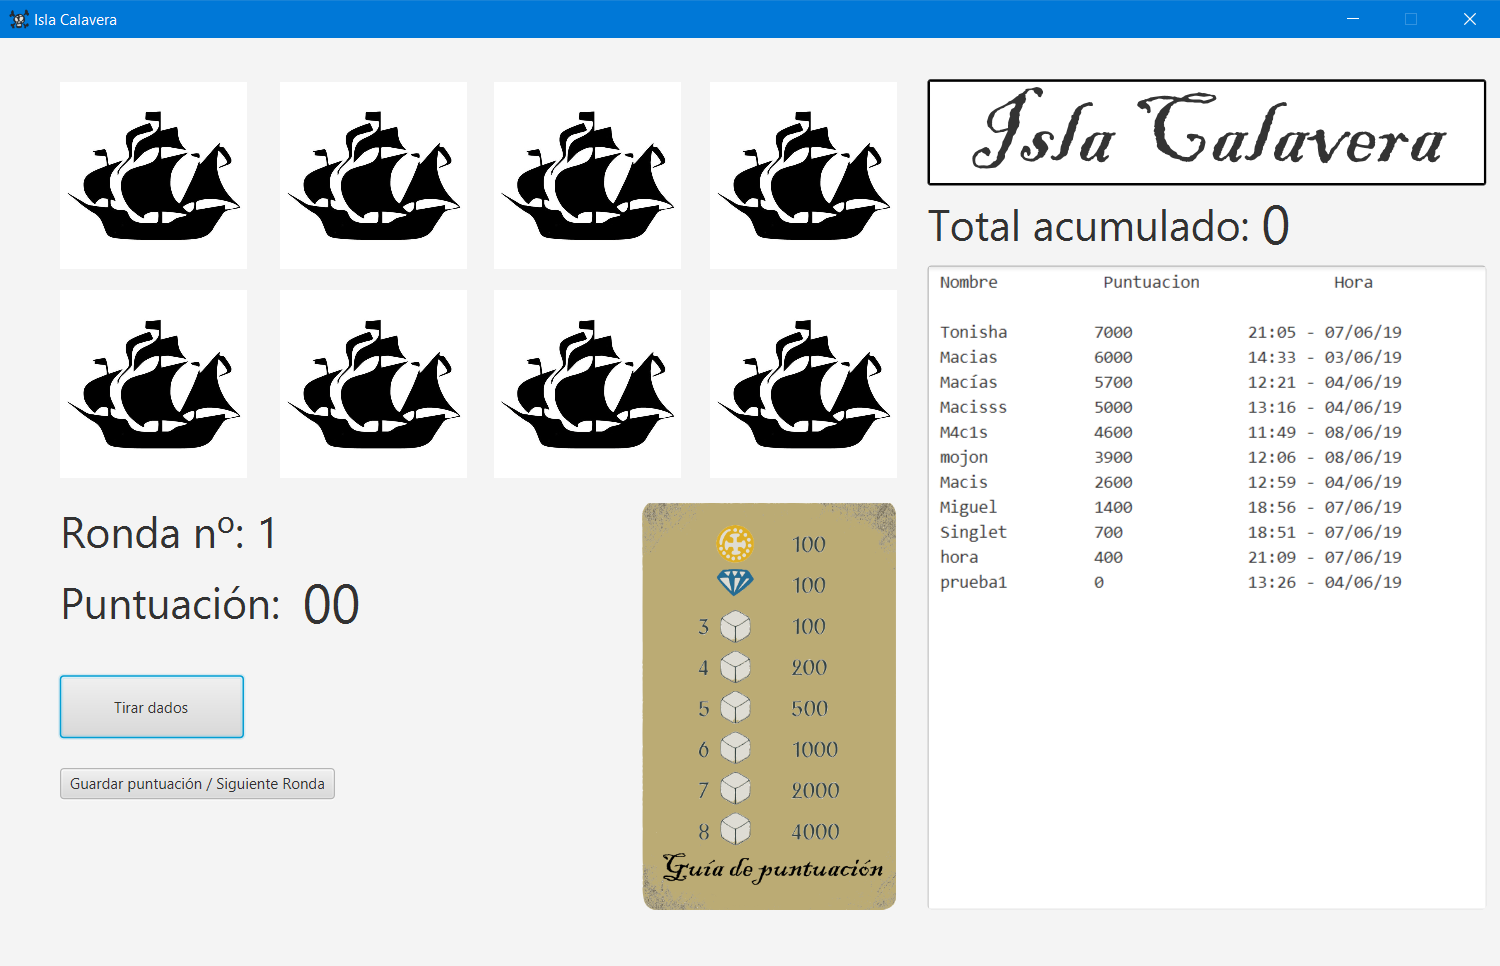 Isla Calavera
Isla Calavera
Total acumulado: 0
Nombre Puntuacion Hora
Tonisha 7000 21:05 - 07/06/19
Macias 6000 14:33 - 03/06/19
Macías 5700 12:21 - 04/06/19
Macisss 5000 13:16 - 04/06/19
M4c1s 4600 11:49 - 08/06/19
mojon 3900 12:06 - 08/06/19
Macis 2600 12:59 - 04/06/19
Miguel 1400 18:56 - 07/06/19
Singlet 700 18:51 - 07/06/19
hora 400 21:09 - 07/06/19
prueba1 0 13:26 - 04/06/19
Ronda nº: 1
Puntuación: 00
Tirar dados
Guardar puntuación / Siguiente Ronda
100
100
3 100
4 200
5 500
6 1000
7 2000
8 4000
Guía de puntuación